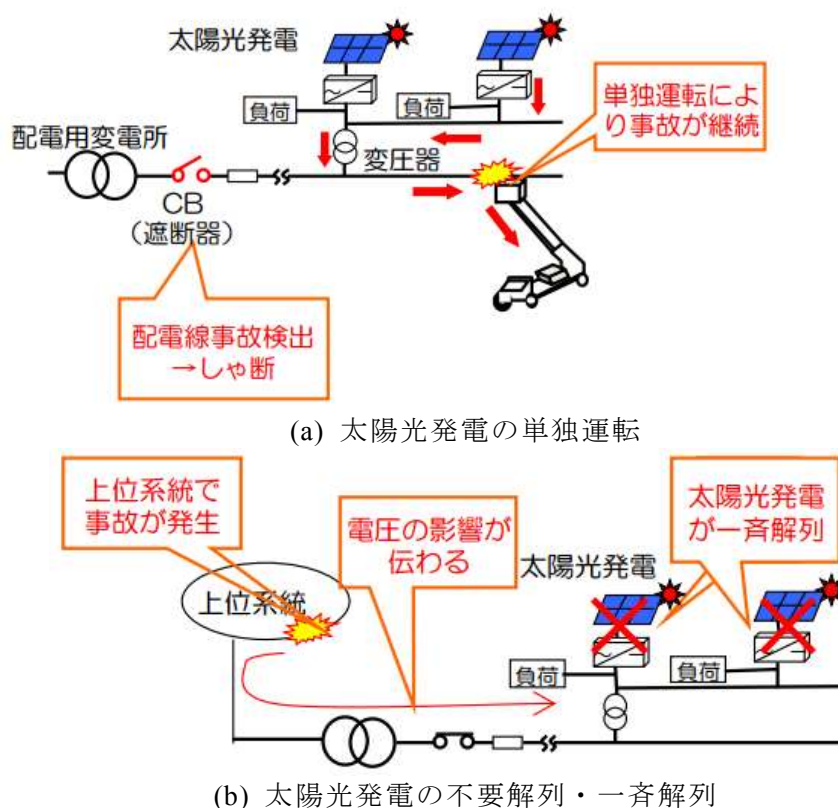 太陽光発電
負荷
負荷
単独運転によ
り事故が継続
配電用変電所
変圧器
CB
（遮断器）
配電線事故検出
→しゃ断
(a) 太陽光発電の単独運転
上位系統で
事故が発生
電圧の影響が
伝わる
太陽光発電
が一斉解列
太陽光発電
上位系統
負荷
負荷
(b) 太陽光発電の不要解列・一斉解列